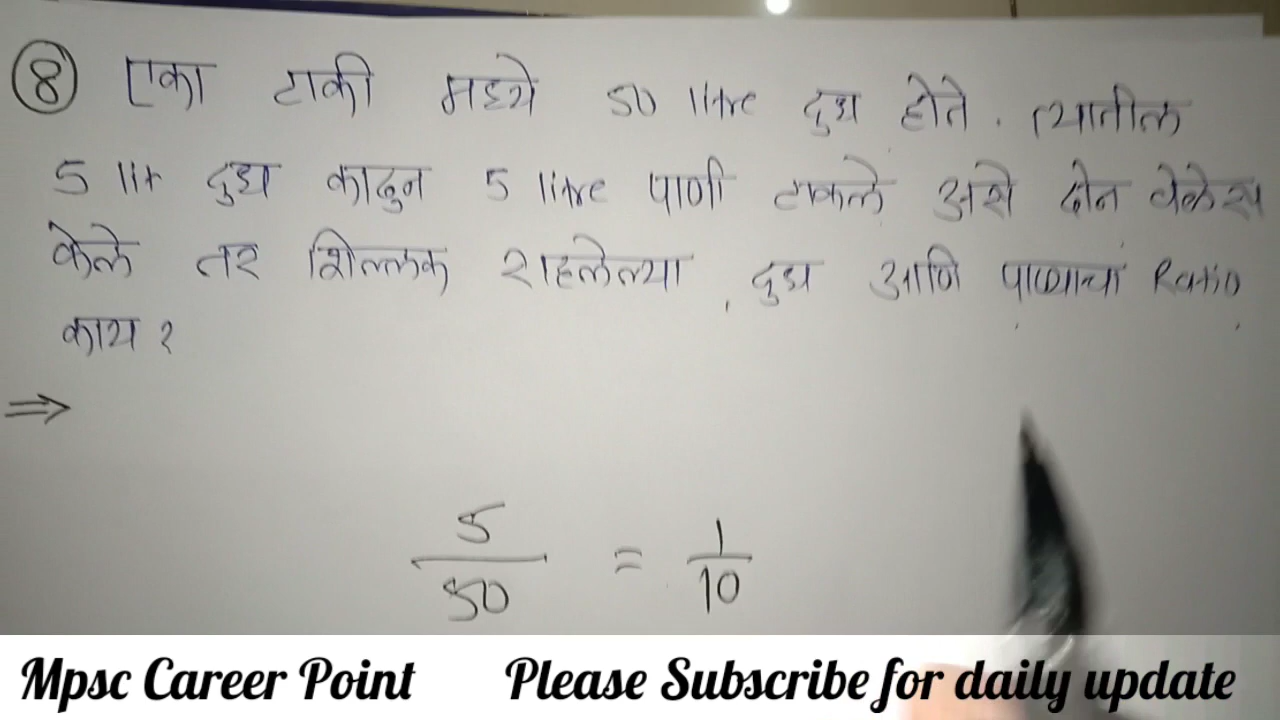 8 एका टाकी मध्ये 50 litre दुध होते. त्यातील
5 litr दुध काढुन 5 litre पाणी टाकले असे दोन वेळेस
केले तर शिल्लक राहलेल्या, दुध आणि पाण्याचा Ratio
काय?
⇒
5/50 = 1/10
Mpsc Career Point Please Subscribe for daily update